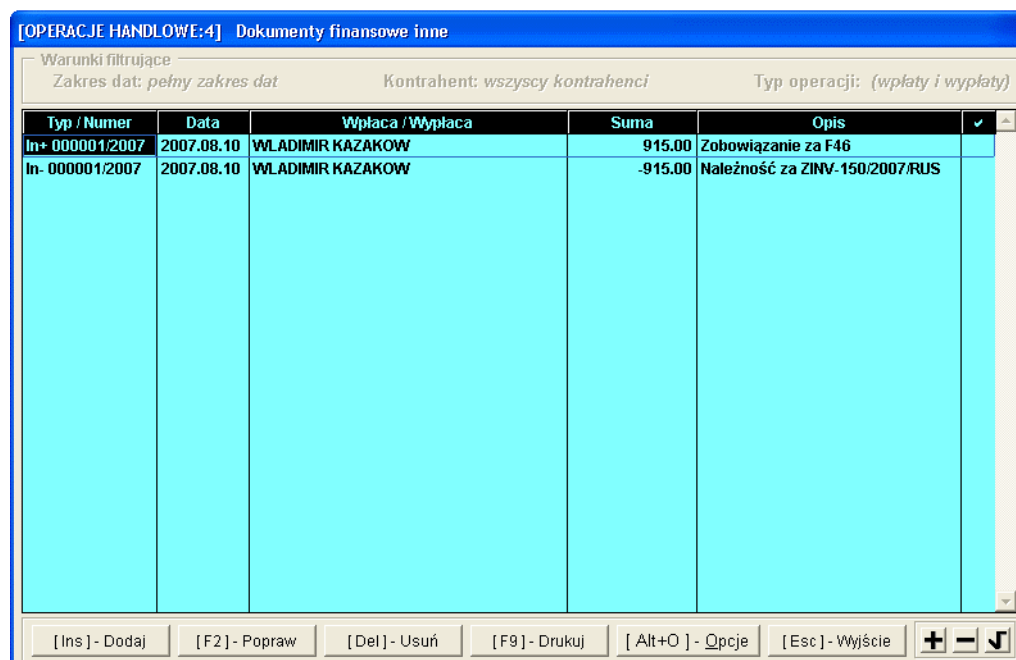 [OPERACJE HANDLOWE:4] Dokumenty finansowe inne
Warunki filtrujące
Zakres dat: pełny zakres dat Kontrahent: wszyscy kontrahenci Typ operacji: (wpłaty i wypłaty)
Typ / Numer Data Wpłaca / Wypłaca Suma Opis ✔
In+ 000001/2007 2007.08.10 WLADIMIR KAZAKOW 915.00 Zobowiązanie za F46
In- 000001/2007 2007.08.10 WLADIMIR KAZAKOW -915.00 Należność za ZINV-150/2007/RUS
[ Ins ] - Dodaj [ F2 ] - Popraw [ Del ] - Usuń [ F9 ] - Drukuj [ Alt+O ] - Opcje [ Esc ] - Wyjście + − √